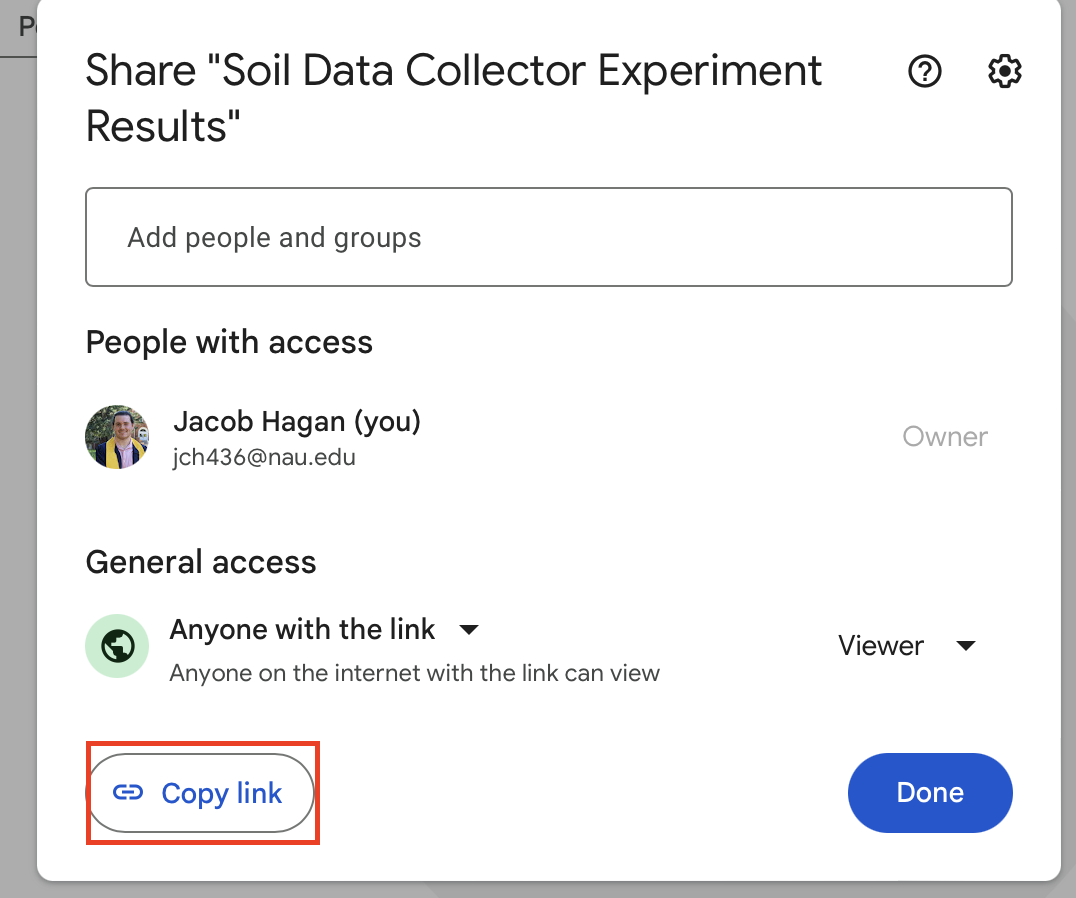 Share "Soil Data Collector Experiment
Results"
Add people and groups
People with access
Jacob Hagan (you)
jch436@nau.edu
Owner
General access
Anyone with the link
Anyone on the internet with the link can view
Viewer
Copy link
Done